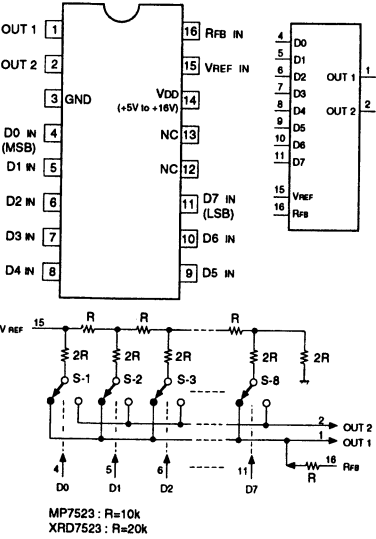 OUT 1 1 16 RFB IN
OUT 2 2 15 VREF IN
3 GND VDD 14
(+5V to +16V)
D0 IN 4 NC 13
(MSB)
D1 IN 5 NC 12
D2 IN 6 11 D7 IN
(LSB)
D3 IN 7 10 D6 IN
D4 IN 8 9 D5 IN
4 D0
5 D1
6 D2 OUT 1 1
7 D3
8 D4 OUT 2 2
9 D5
10 D6
11 D7
15 VREF
16 RFB
V REF 15 R R R
2R 2R 2R 2R 2R
S-1 S-2 S-3 S-8
2 OUT 2
1 OUT 1
16 RFB
R
4 5 6 11
D0 D1 D2 D7
MP7523 : R=10k
XRD7523 : R=20k